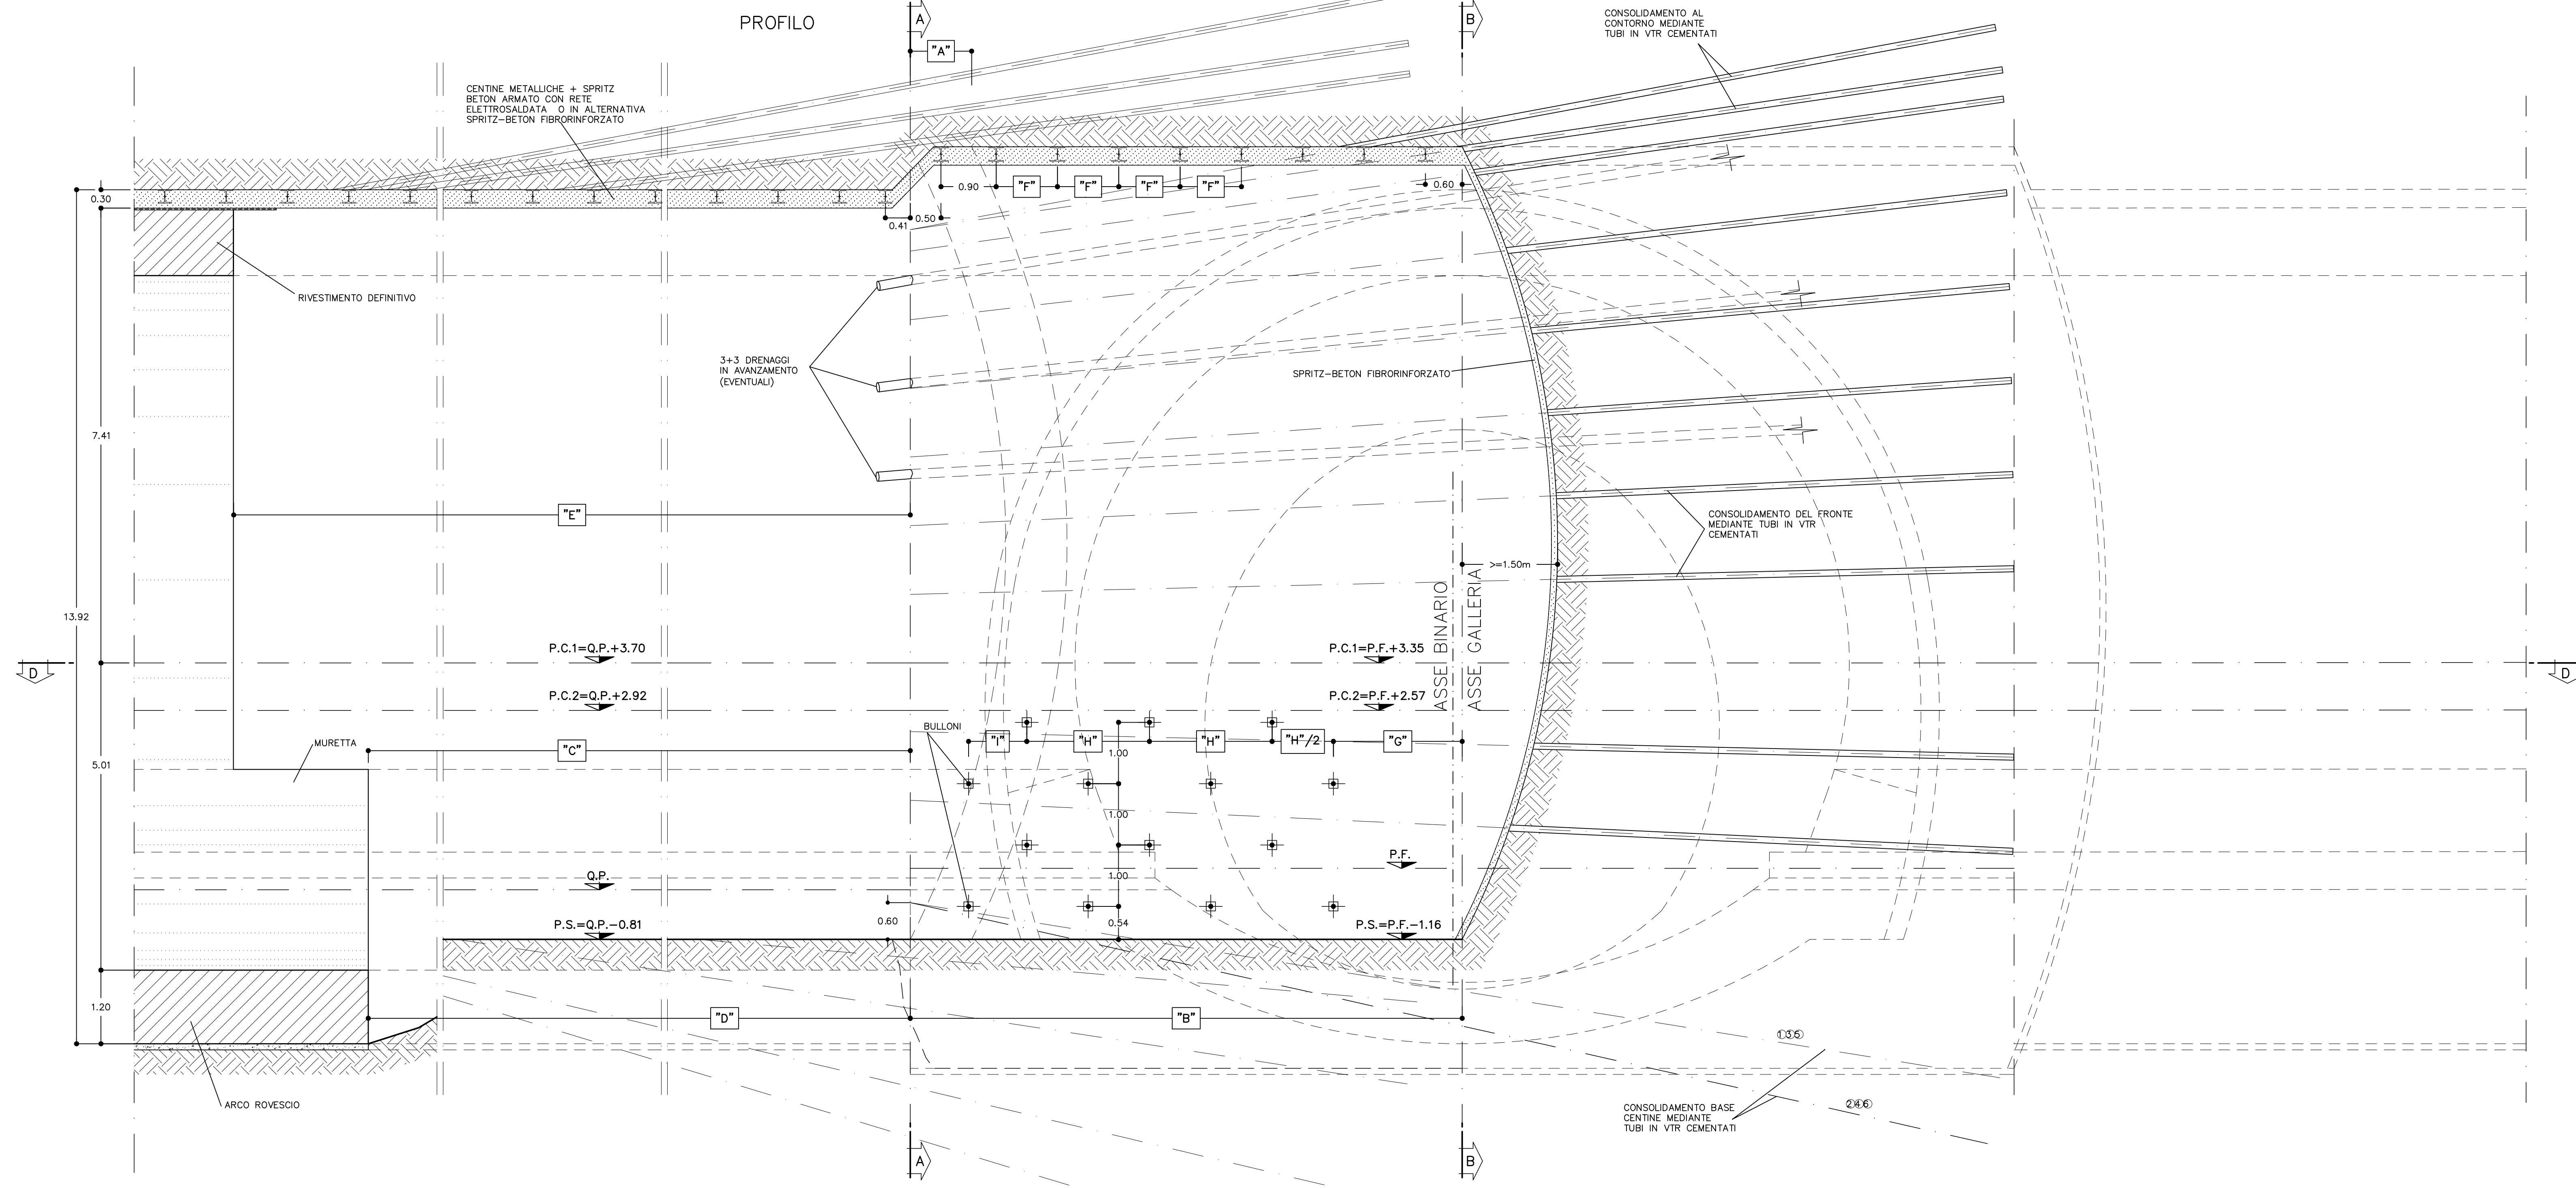 PROFILO
A
B
"A"
CONSOLIDAMENTO AL
CONTORNO MEDIANTE
TUBI IN VTR CEMENTATI
CENTINE METALLICHE + SPRITZ
BETON ARMATO CON RETE
ELETTROSALDATA O IN ALTERNATIVA
SPRITZ-BETON FIBRORINFORZATO
0.30
0.90
"F"
"F"
"F"
"F"
0.60
0.50
0.41
RIVESTIMENTO DEFINITIVO
3+3 DRENAGGI
IN AVANZAMENTO
(EVENTUALI)
SPRITZ-BETON FIBRORINFORZATO
7.41
"E"
CONSOLIDAMENTO DEL FRONTE
MEDIANTE TUBI IN VTR
CEMENTATI
>=1.50m
ASSE BINARIO
ASSE GALLERIA
13.92
P.C.1=Q.P.+3.70
P.C.1=P.F.+3.35
D
D
P.C.2=Q.P.+2.92
P.C.2=P.F.+2.57
BULLONI
MURETTA
"C"
"I"
"H"
"H"
"H"/2
"G"
1.00
5.01
1.00
P.F.
Q.P.
1.00
0.60
0.54
P.S.=Q.P.-0.81
P.S.=P.F.-1.16
1.20
"D"
"B"
1 3 5
ARCO ROVESCIO
2 4 6
CONSOLIDAMENTO BASE
CENTINE MEDIANTE
TUBI IN VTR CEMENTATI
A
B